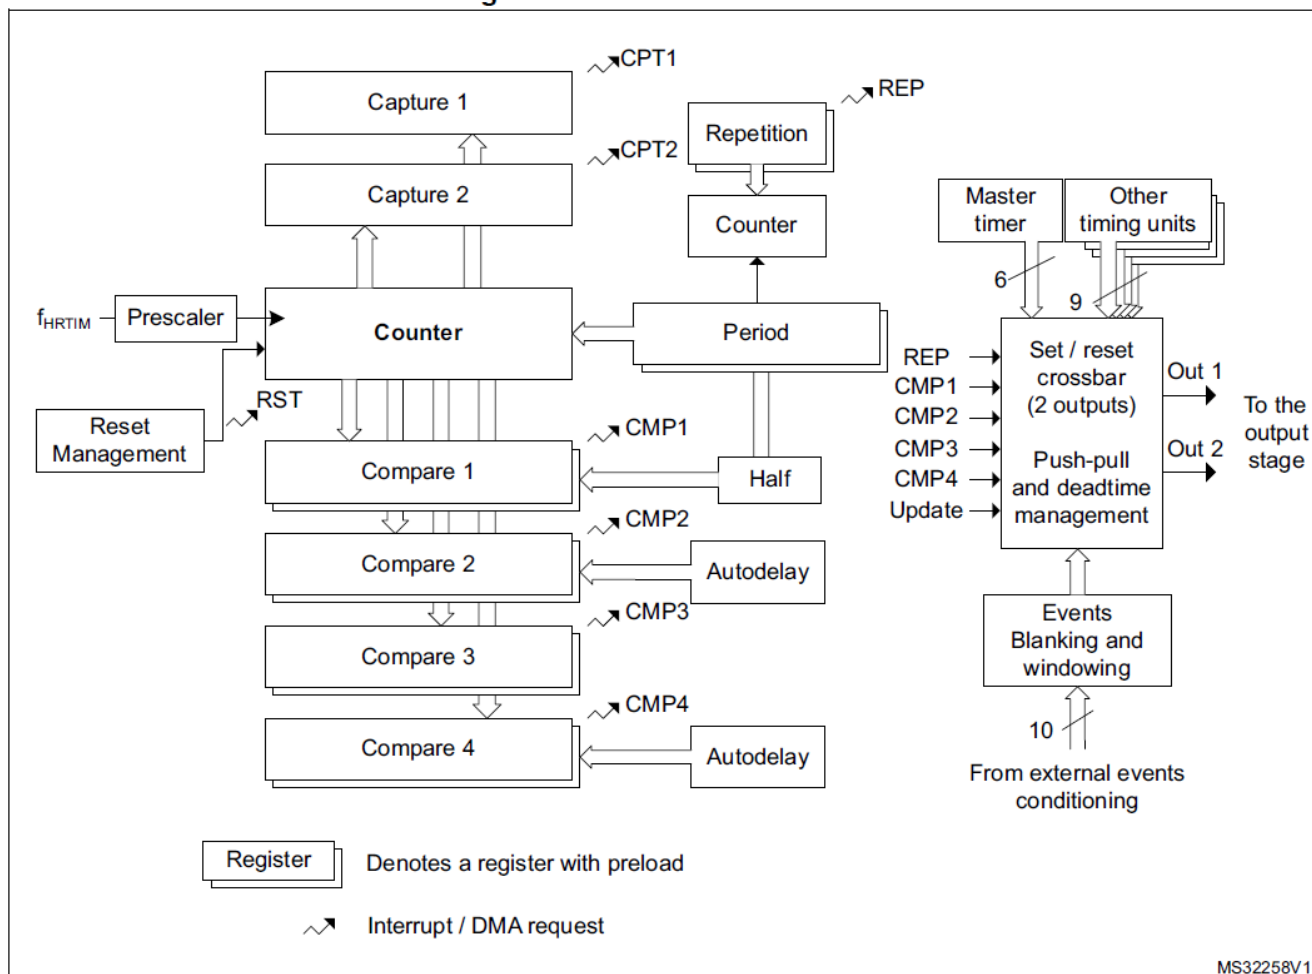 CPT1
Capture 1
REP
Repetition
CPT2
Capture 2
Counter
Master
timer
Other
timing units
6
9
fHRTIM
Prescaler
Counter
Period
RST
Reset
Management
REP
CMP1
CMP2
CMP3
CMP4
Update
Set / reset
crossbar
(2 outputs)
Push-pull
and deadtime
management
Out 1
Out 2
To the
output
stage
CMP1
Compare 1
Half
CMP2
Compare 2
Autodelay
CMP3
Compare 3
CMP4
Compare 4
Autodelay
Events
Blanking and
windowing
10
From external events
conditioning
Register
Denotes a register with preload
Interrupt / DMA request
MS32258V1